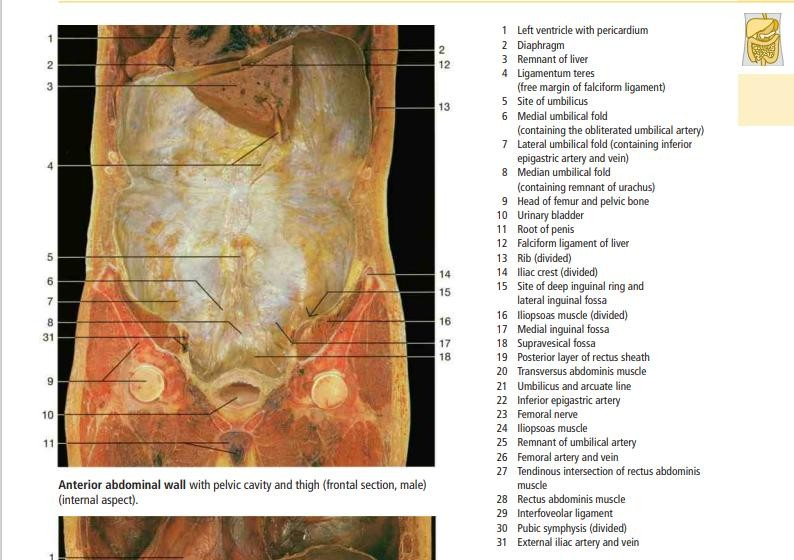 1
2
3
4
5
6
7
8
31
9
10
11
2
12
13
14
15
16
17
18
Anterior abdominal wall with pelvic cavity and thigh (frontal section, male)
(internal aspect).
1
1 Left ventricle with pericardium
2 Diaphragm
3 Remnant of liver
4 Ligamentum teres
(free margin of falciform ligament)
5 Site of umbilicus
6 Medial umbilical fold
(containing the obliterated umbilical artery)
7 Lateral umbilical fold (containing inferior
epigastric artery and vein)
8 Median umbilical fold
(containing remnant of urachus)
9 Head of femur and pelvic bone
10 Urinary bladder
11 Root of penis
12 Falciform ligament of liver
13 Rib (divided)
14 Iliac crest (divided)
15 Site of deep inguinal ring and
lateral inguinal fossa
16 Iliopsoas muscle (divided)
17 Medial inguinal fossa
18 Supravesical fossa
19 Posterior layer of rectus sheath
20 Transversus abdominis muscle
21 Umbilicus and arcuate line
22 Inferior epigastric artery
23 Femoral nerve
24 Iliopsoas muscle
25 Remnant of umbilical artery
26 Femoral artery and vein
27 Tendinous intersection of rectus abdominis
muscle
28 Rectus abdominis muscle
29 Interfoveolar ligament
30 Pubic symphysis (divided)
31 External iliac artery and vein